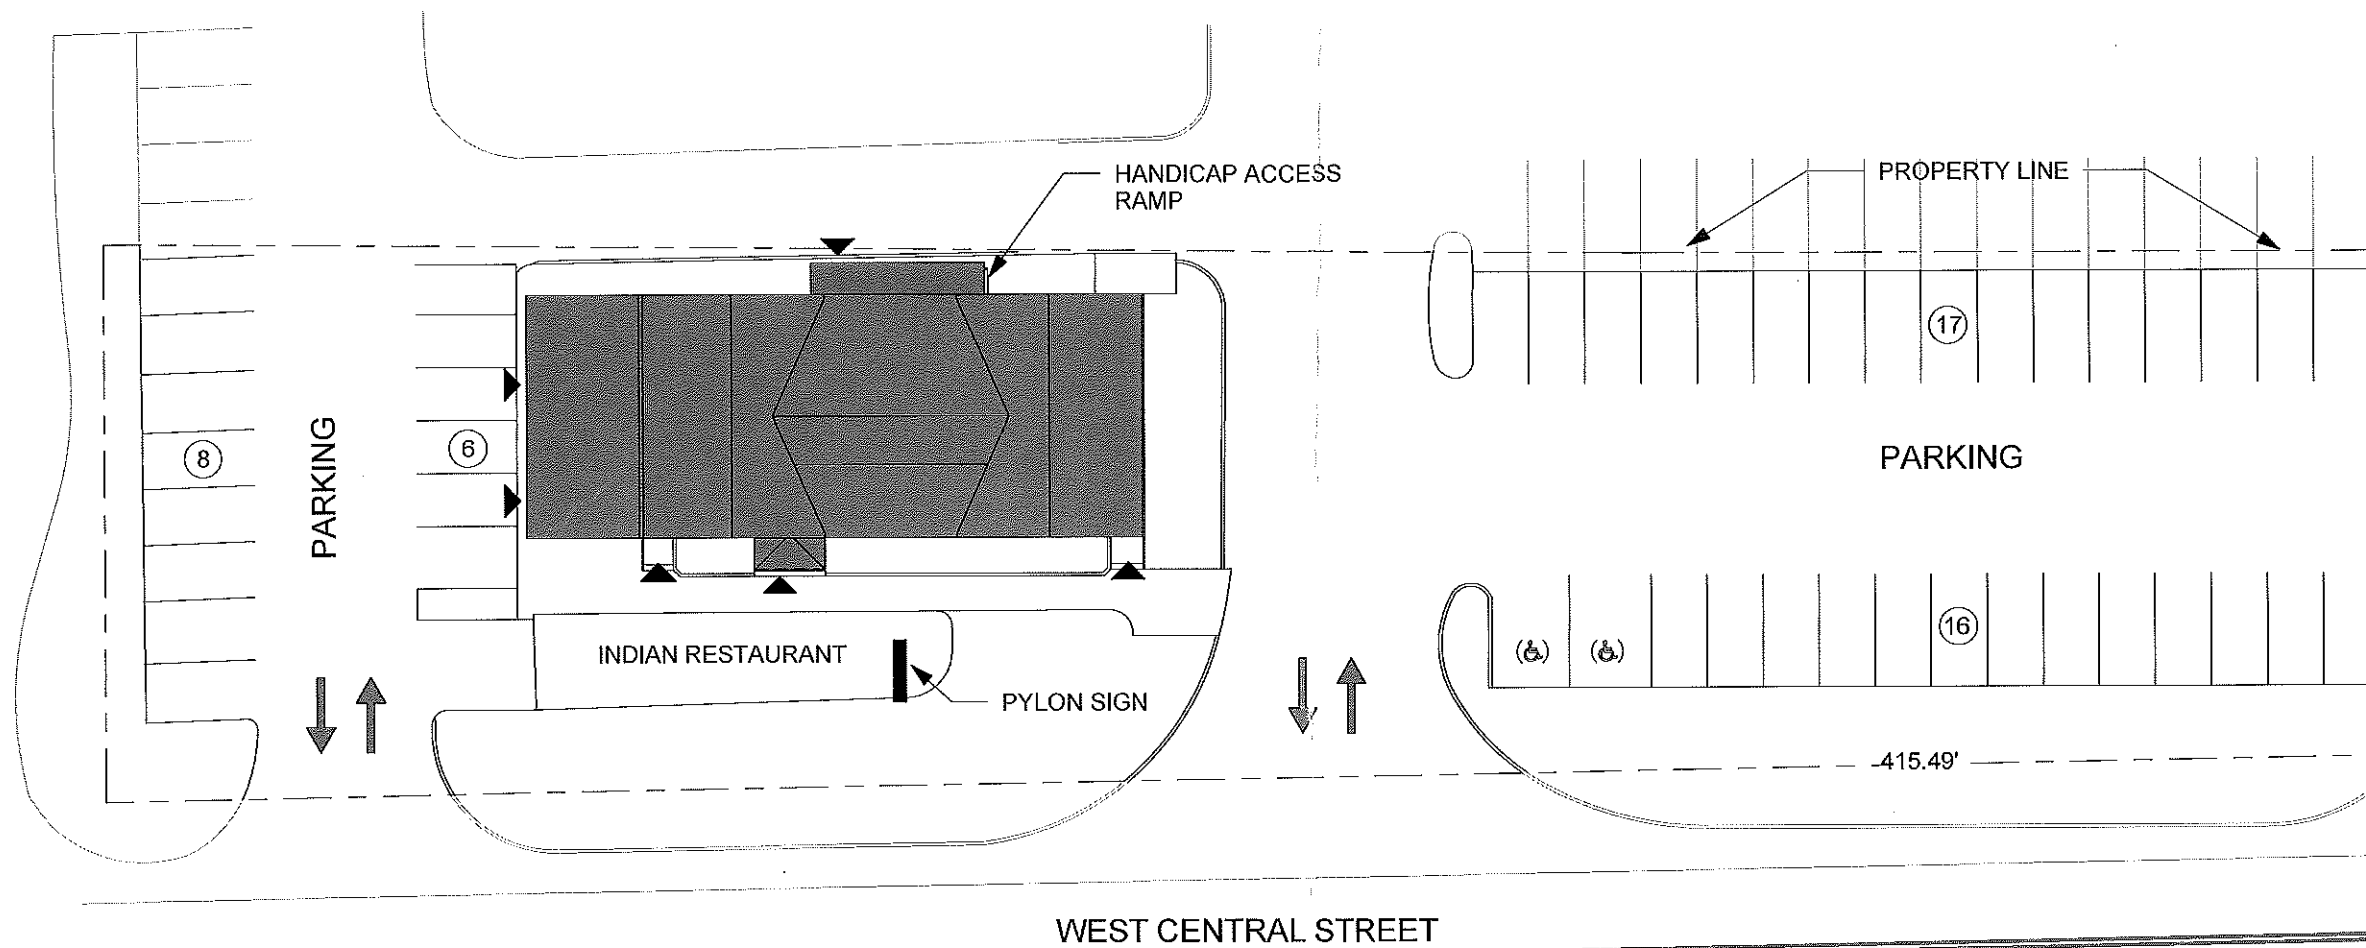 HANDICAP ACCESS
RAMP
PROPERTY LINE
17
PARKING
8
6
PARKING
16
INDIAN RESTAURANT
PYLON SIGN
415.49'
WEST CENTRAL STREET